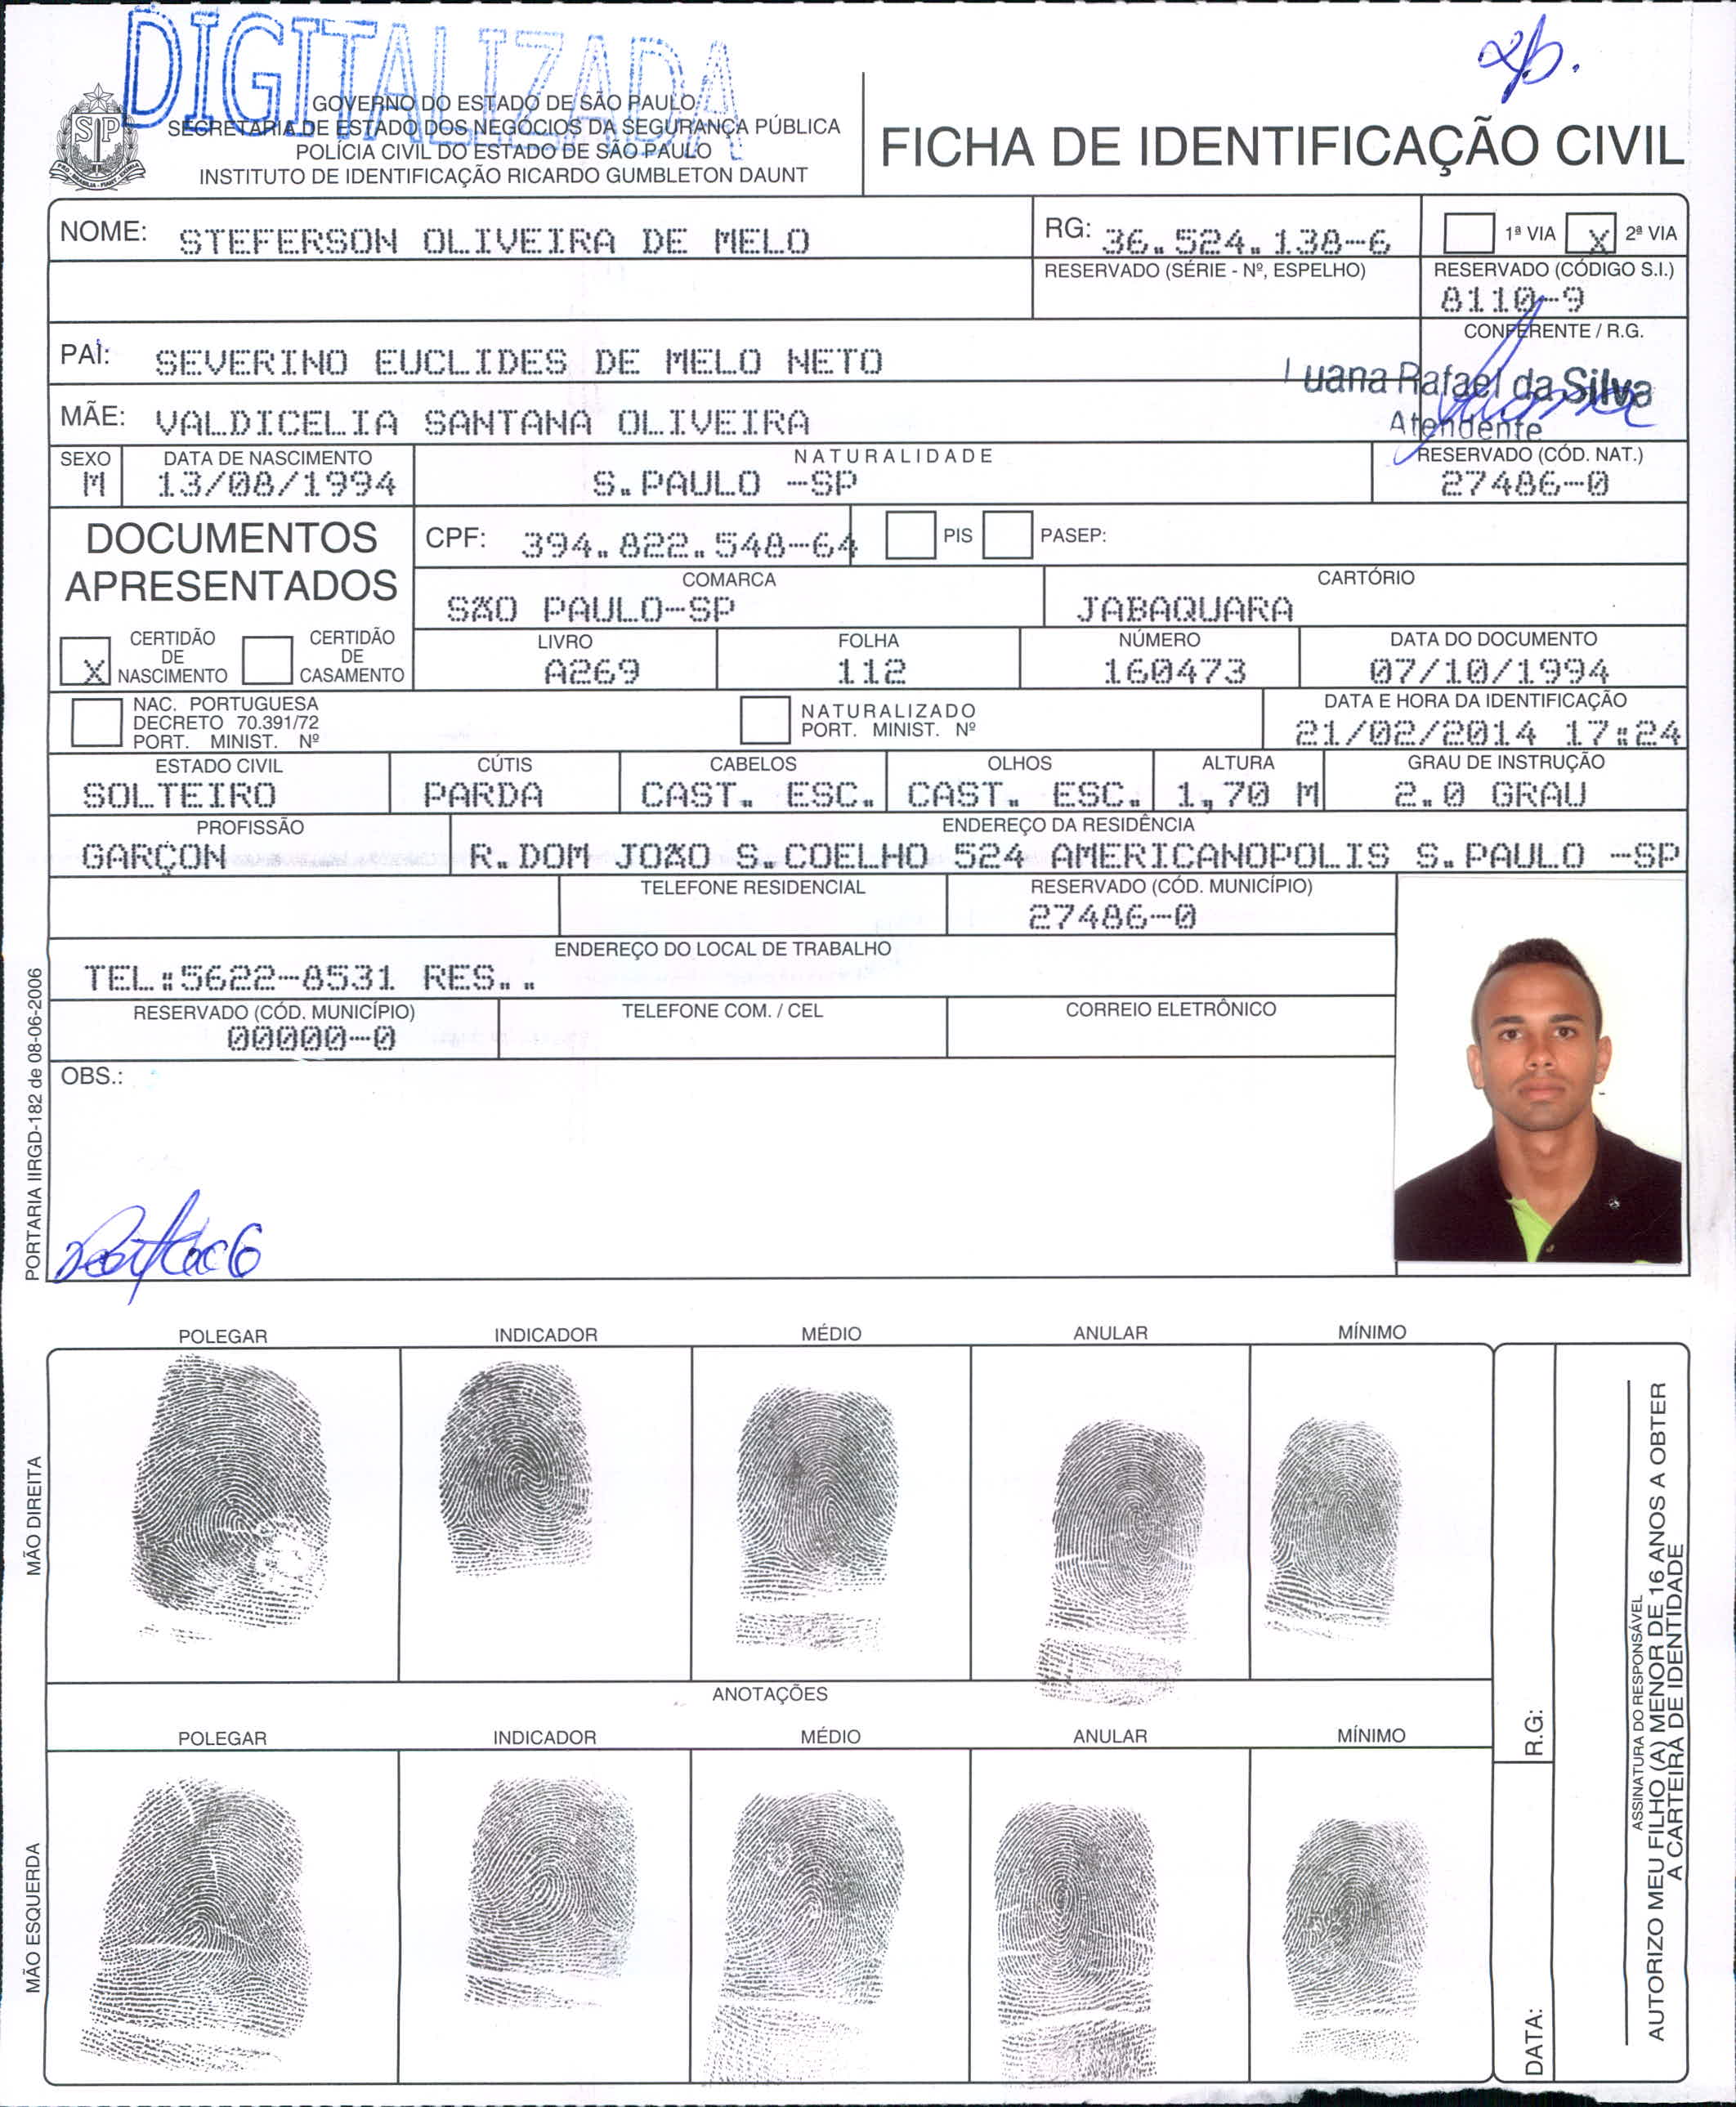 DIGITALIZADA
GOVERNO DO ESTADO DE SÃO PAULO
SECRETARIA DE ESTADO DOS NEGÓCIOS DA SEGURANÇA PÚBLICA
POLÍCIA CIVIL DO ESTADO DE SÃO PAULO
INSTITUTO DE IDENTIFICAÇÃO RICARDO GUMBLETON DAUNT
FICHA DE IDENTIFICAÇÃO CIVIL
NOME: STEFERSON OLIVEIRA DE MELO
RG: 36.524.138-6
1ª VIA X 2ª VIA
RESERVADO (SÉRIE - Nº, ESPELHO)
RESERVADO (CÓDIGO S.I.)
8110-9
CONFERENTE / R.G.
PAI: SEVERINO EUCLIDES DE MELO NETO
Luana Rafael da Silva
Atendente
MÃE: VALDICELIA SANTANA OLIVEIRA
SEXO
M
DATA DE NASCIMENTO
13/08/1994
NATURALIDADE
S.PAULO -SP
RESERVADO (CÓD. NAT.)
27486-0
DOCUMENTOS
APRESENTADOS
CPF: 394.822.548-64
PIS
PASEP:
COMARCA
SÃO PAULO-SP
CARTÓRIO
JABAQUARA
X CERTIDÃO
DE
NASCIMENTO
CERTIDÃO
DE
CASAMENTO
LIVRO
A269
FOLHA
112
NÚMERO
160473
DATA DO DOCUMENTO
07/10/1994
NAC. PORTUGUESA
DECRETO 70.391/72
PORT. MINIST. Nº
NATURALIZADO
PORT. MINIST. Nº
DATA E HORA DA IDENTIFICAÇÃO
21/02/2014 17:24
ESTADO CIVIL
SOLTEIRO
CÚTIS
PARDA
CABELOS
CAST. ESC.
OLHOS
CAST. ESC.
ALTURA
1,70 M
GRAU DE INSTRUÇÃO
2.0 GRAU
PROFISSÃO
GARÇON
ENDEREÇO DA RESIDÊNCIA
R.DOM JOÃO S.COELHO 524 AMERICANOPOLIS S.PAULO -SP
TELEFONE RESIDENCIAL
RESERVADO (CÓD. MUNICÍPIO)
27486-0
ENDEREÇO DO LOCAL DE TRABALHO
TEL:5622-8531 RES..
RESERVADO (CÓD. MUNICÍPIO)
00000-0
TELEFONE COM. / CEL
CORREIO ELETRÔNICO
OBS.:
PORTARIA IIRGD-182 de 08-06-2006
POLEGAR INDICADOR MÉDIO ANULAR MÍNIMO
MÃO DIREITA
ANOTAÇÕES
POLEGAR INDICADOR MÉDIO ANULAR MÍNIMO
MÃO ESQUERDA
R.G:
DATA:
ASSINATURA DO RESPONSÁVEL
AUTORIZO MEU FILHO (A) MENOR DE 16 ANOS A OBTER
A CARTEIRA DE IDENTIDADE